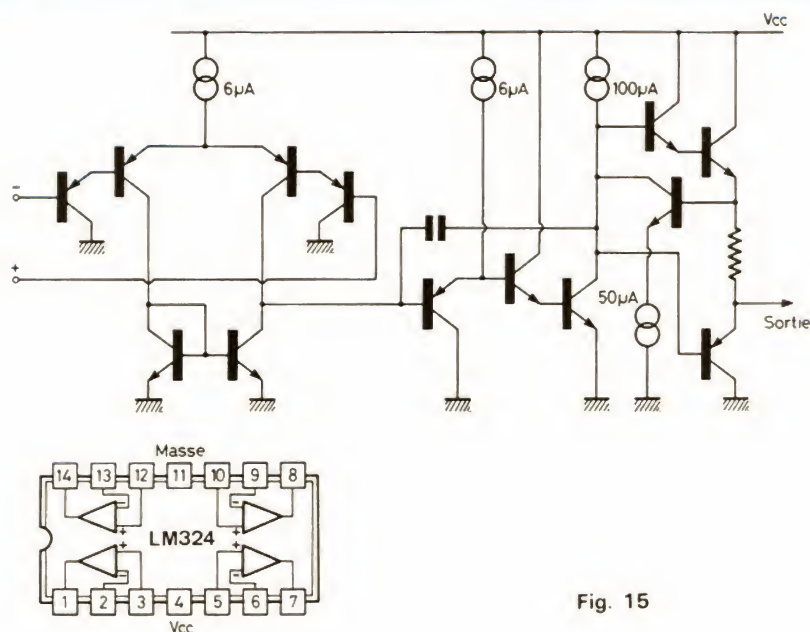 Vcc
6µA
6µA
100µA
−
+
50µA
Sortie
Masse
14 13 12 11 10 9 8
− −
+ LM324 +
+ +
− −
1 2 3 4 5 6 7
Vcc
Fig. 15